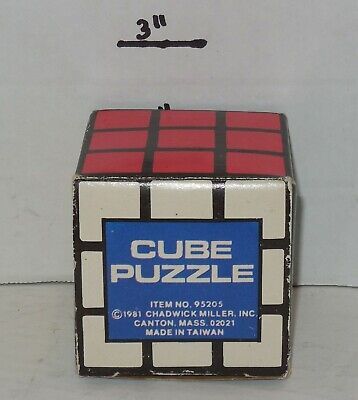 3"
CUBE
PUZZLE
ITEM NO. 95205
©1981 CHADWICK MILLER, INC.
CANTON, MASS. 02021
MADE IN TAIWAN